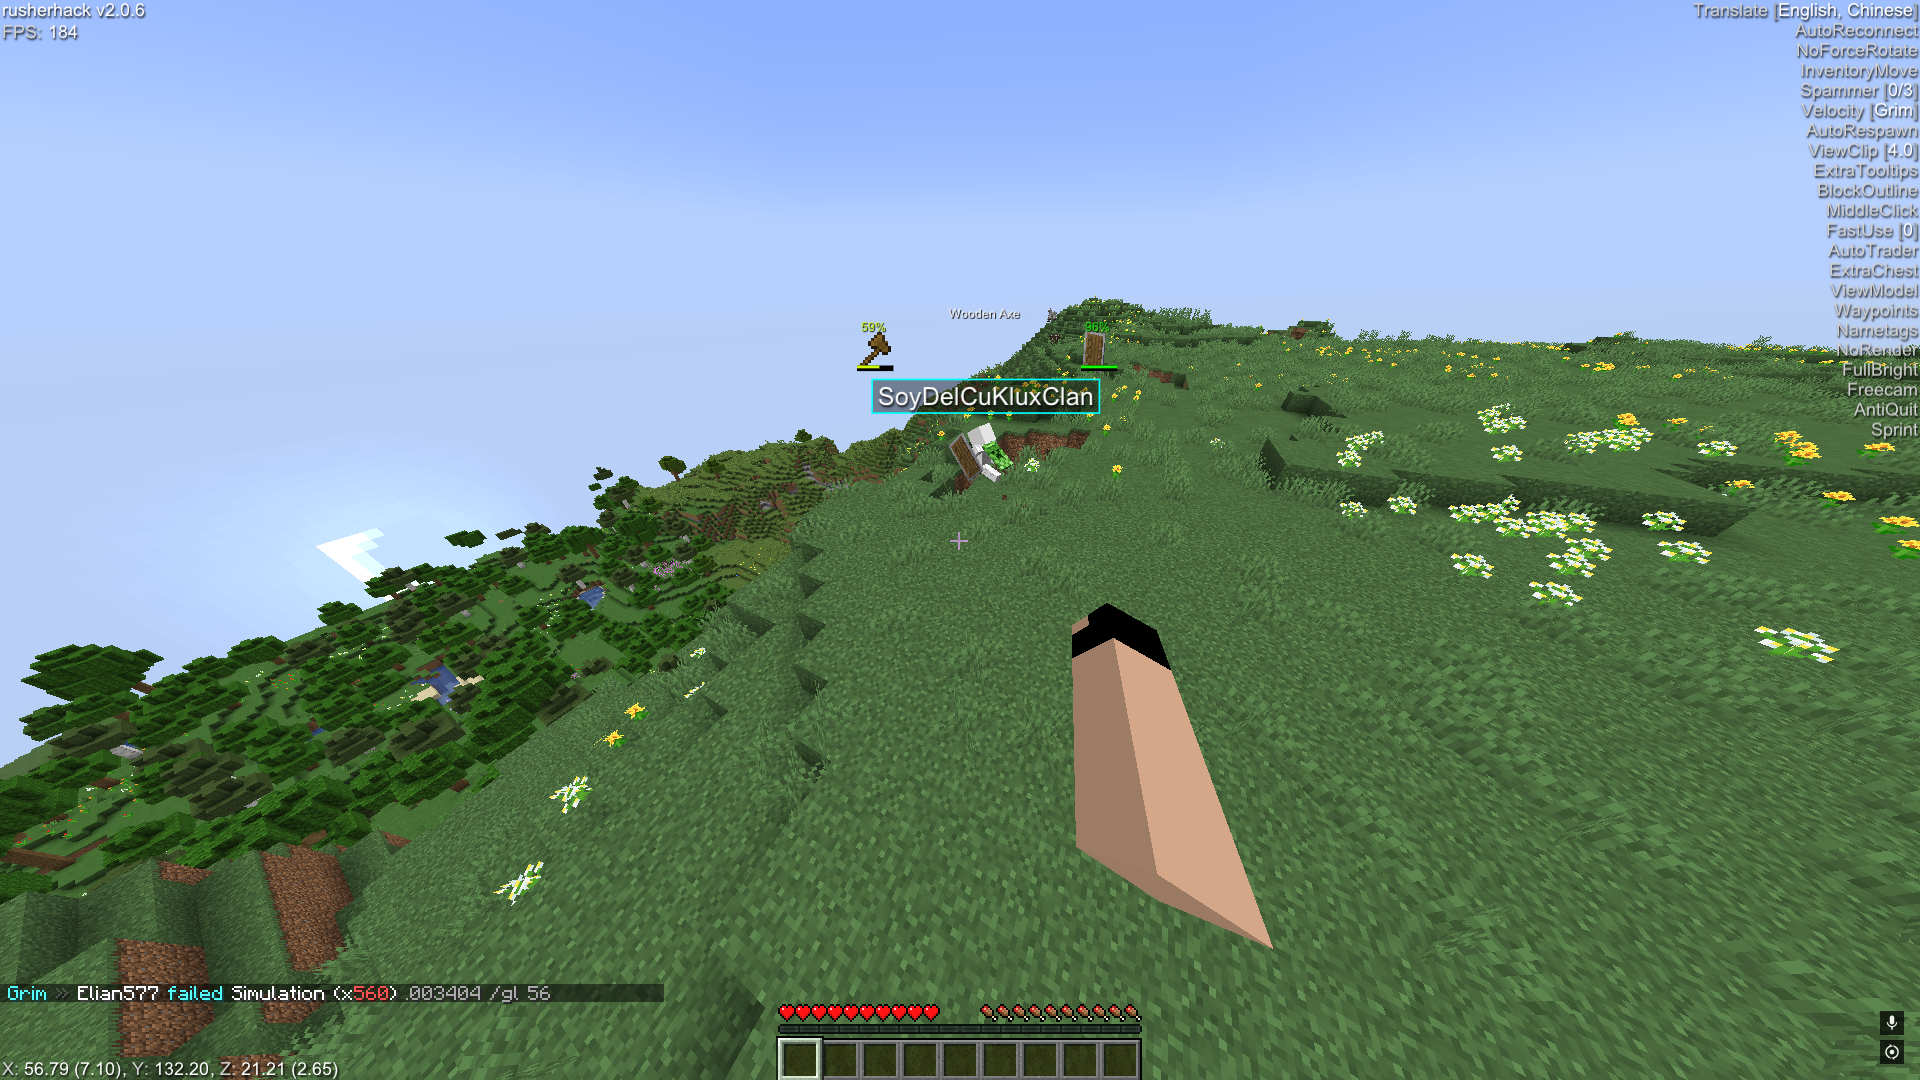 rusherhack v2.0.6
FPS: 184
Translate [English, Chinese]
AutoReconnect
NoForceRotate
InventoryMove
Spammer [0/3]
Velocity [Grim]
AutoRespawn
ViewClip [4.0]
ExtraTooltips
BlockOutline
MiddleClick
FastUse [0]
AutoTrader
ExtraChest
ViewModel
Waypoints
Nametags
NoRender
FullBright
Freecam
AntiQuit
Sprint
Wooden Axe
59%
96%
SoyDelCuKluxClan
Grim » Elian577 failed Simulation (x560) .003404 /gl 56
X: 56.79 (7.10), Y: 132.20, Z: 21.21 (2.65)